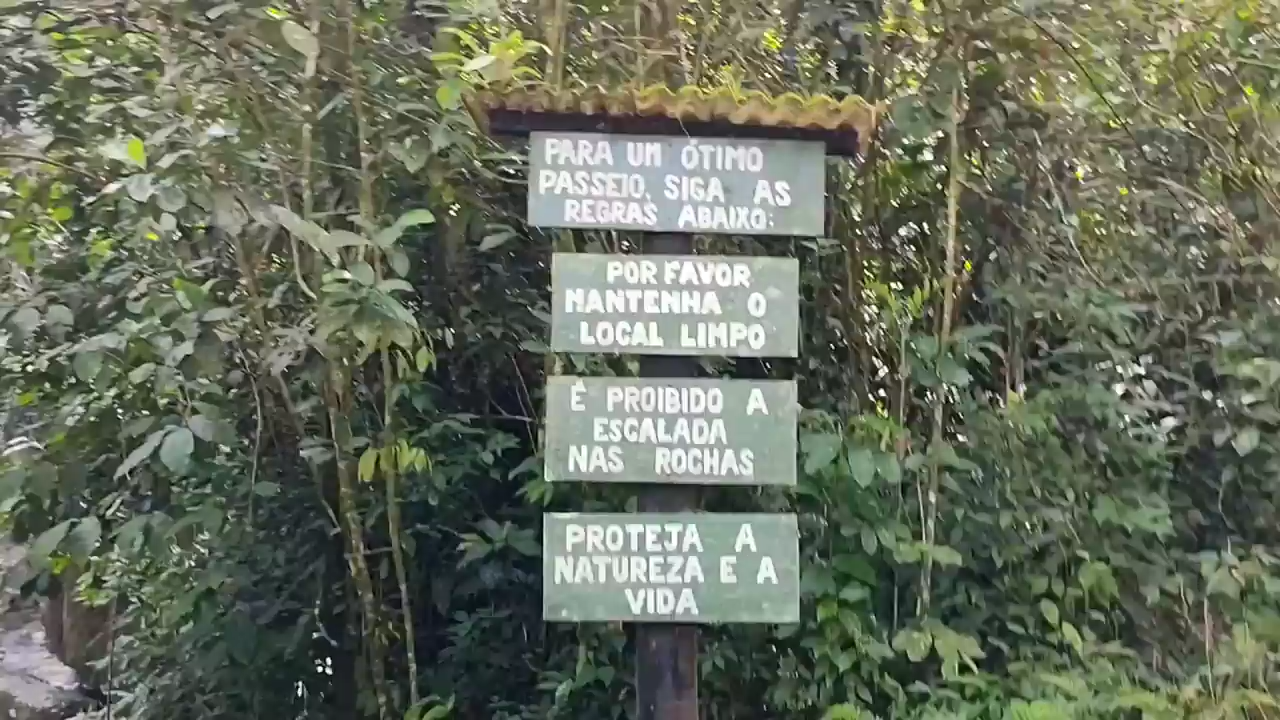 PARA UM ÓTIMO
PASSEIO, SIGA AS
REGRAS ABAIXO:
POR FAVOR
MANTENHA O
LOCAL LIMPO
É PROIBIDO A
ESCALADA
NAS ROCHAS
PROTEJA A
NATUREZA E A
VIDA